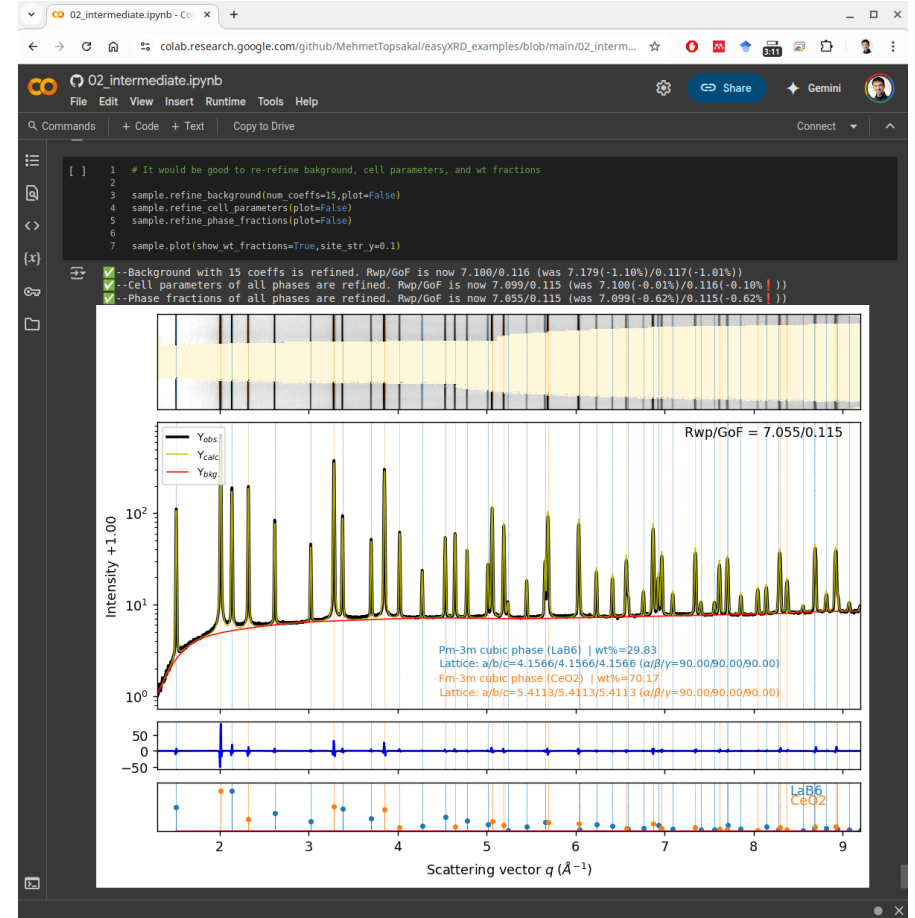 02_intermediate.ipynb - Col
colab.research.google.com/github/MehmetTopsakal/easyXRD_examples/blob/main/02_interm...
3:11
02_intermediate.ipynb
File Edit View Insert Runtime Tools Help
Share
Gemini
Commands + Code + Text Copy to Drive
Connect
[ ]
1 # It would be good to re-refine bakground, cell parameters, and wt fractions
2
3 sample.refine_background(num_coeffs=15,plot=False)
4 sample.refine_cell_parameters(plot=False)
5 sample.refine_phase_fractions(plot=False)
6
7 sample.plot(show_wt_fractions=True,site_str_y=0.1)
{x}
✅--Background with 15 coeffs is refined. Rwp/GoF is now 7.100/0.116 (was 7.179(-1.10%)/0.117(-1.01%))
✅--Cell parameters of all phases are refined. Rwp/GoF is now 7.099/0.115 (was 7.100(-0.01%)/0.116(-0.10%❗))
✅--Phase fractions of all phases are refined. Rwp/GoF is now 7.055/0.115 (was 7.099(-0.62%)/0.115(-0.62%❗))
Rwp/GoF = 7.055/0.115
Y_obs.
Y_calc.
Y_bkg.
Intensity +1.00
10²
10¹
10⁰
Pm-3m cubic phase (LaB6) | wt%=29.83
Lattice: a/b/c=4.1566/4.1566/4.1566 (α/β/γ=90.00/90.00/90.00)
Fm-3m cubic phase (CeO2) | wt%=70.17
Lattice: a/b/c=5.4113/5.4113/5.4113 (α/β/γ=90.00/90.00/90.00)
50
0
−50
LaB6
CeO2
2 3 4 5 6 7 8 9
Scattering vector q (Å⁻¹)